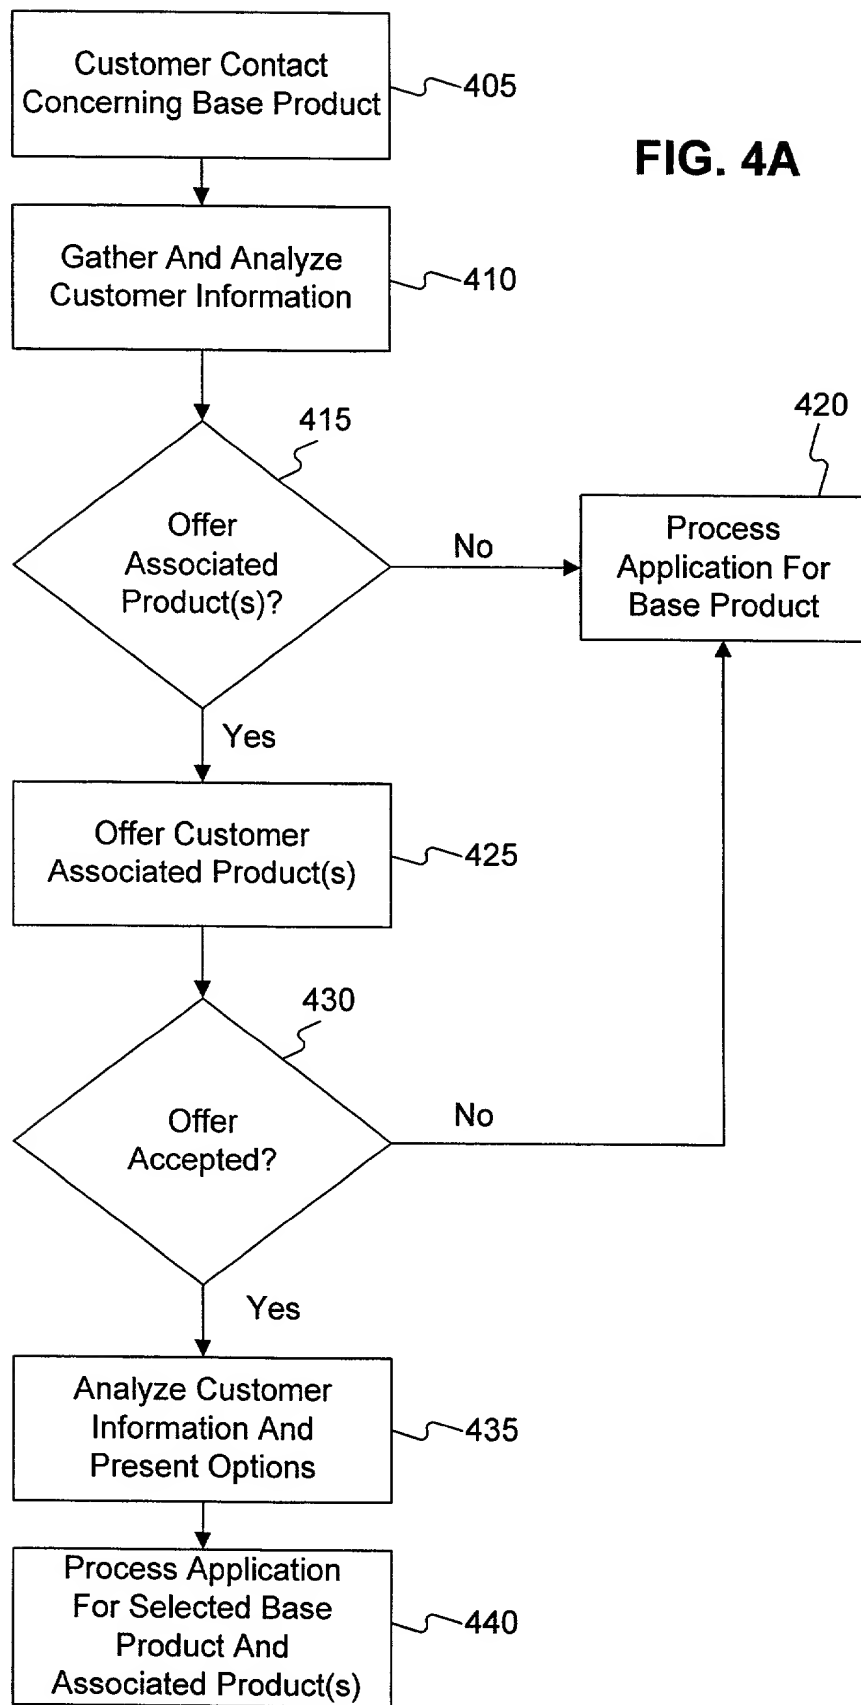 Customer Contact
Concerning Base Product
405
FIG. 4A
Gather And Analyze
Customer Information
410
415
420
Offer
Associated
Product(s)?
No
Process
Application For
Base Product
Yes
Offer Customer
Associated Product(s)
425
430
Offer
Accepted?
No
Yes
Analyze Customer
Information And
Present Options
435
Process Application
For Selected Base
Product And
Associated Product(s)
440